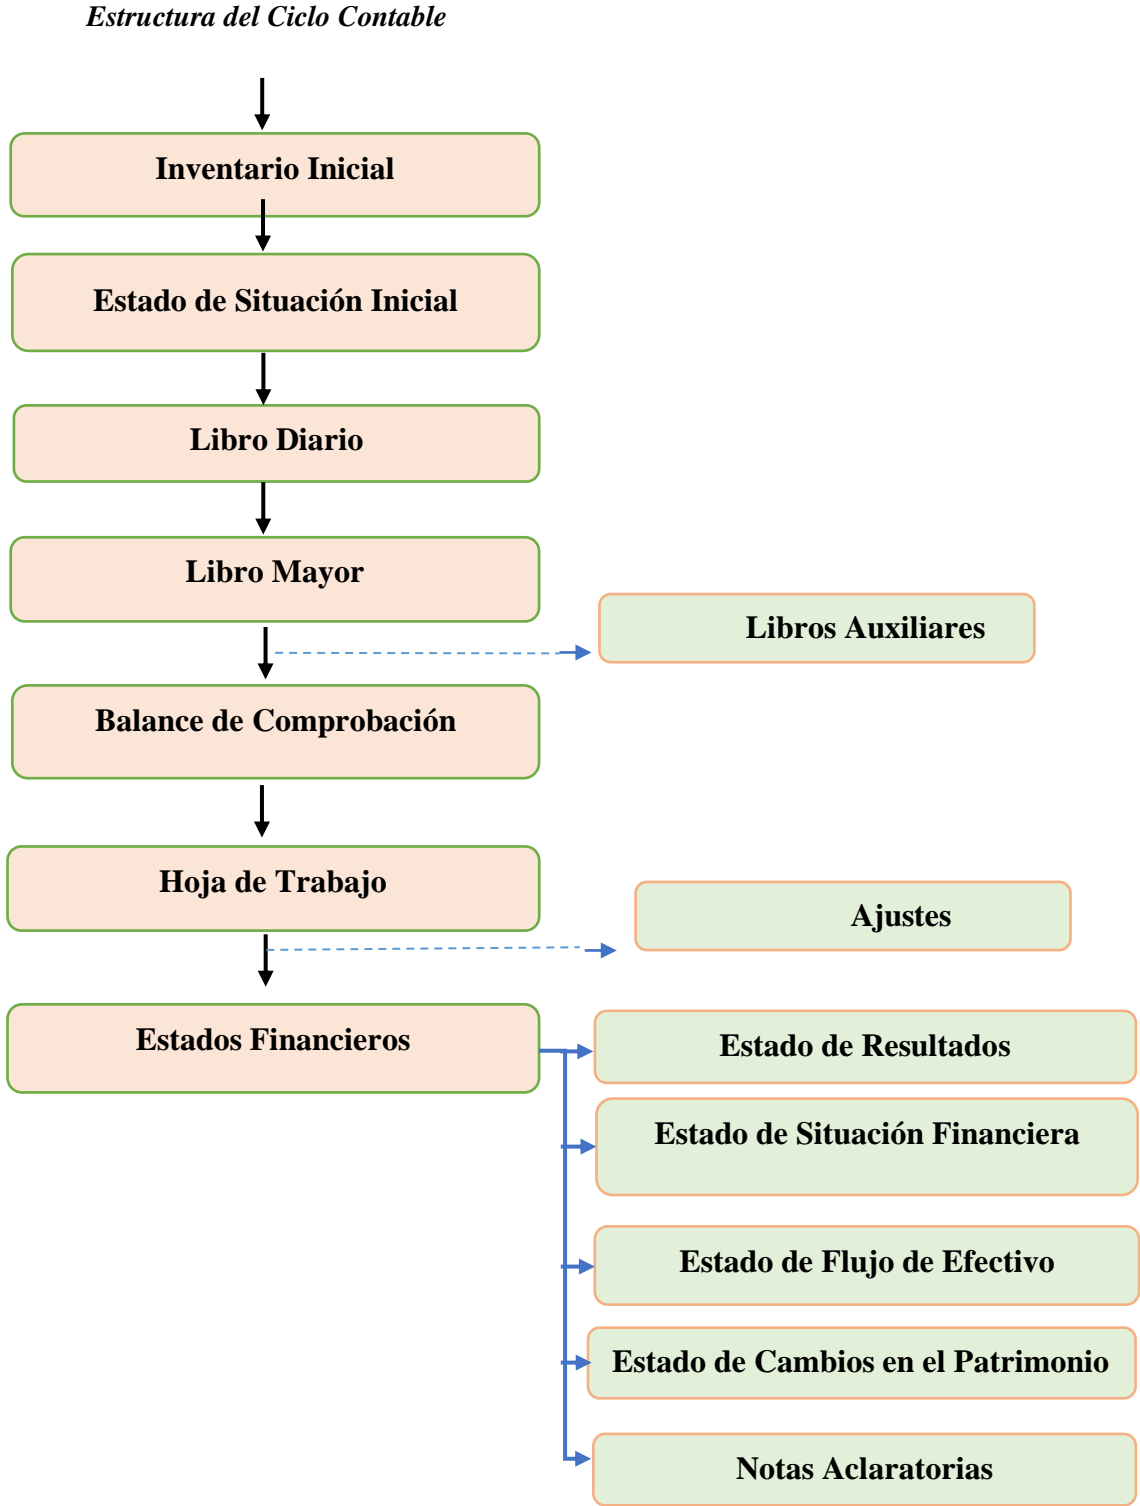 Estructura del Ciclo Contable
Inventario Inicial
Estado de Situación Inicial
Libro Diario
Libro Mayor
Libros Auxiliares
Balance de Comprobación
Hoja de Trabajo
Ajustes
Estados Financieros
Estado de Resultados
Estado de Situación Financiera
Estado de Flujo de Efectivo
Estado de Cambios en el Patrimonio
Notas Aclaratorias